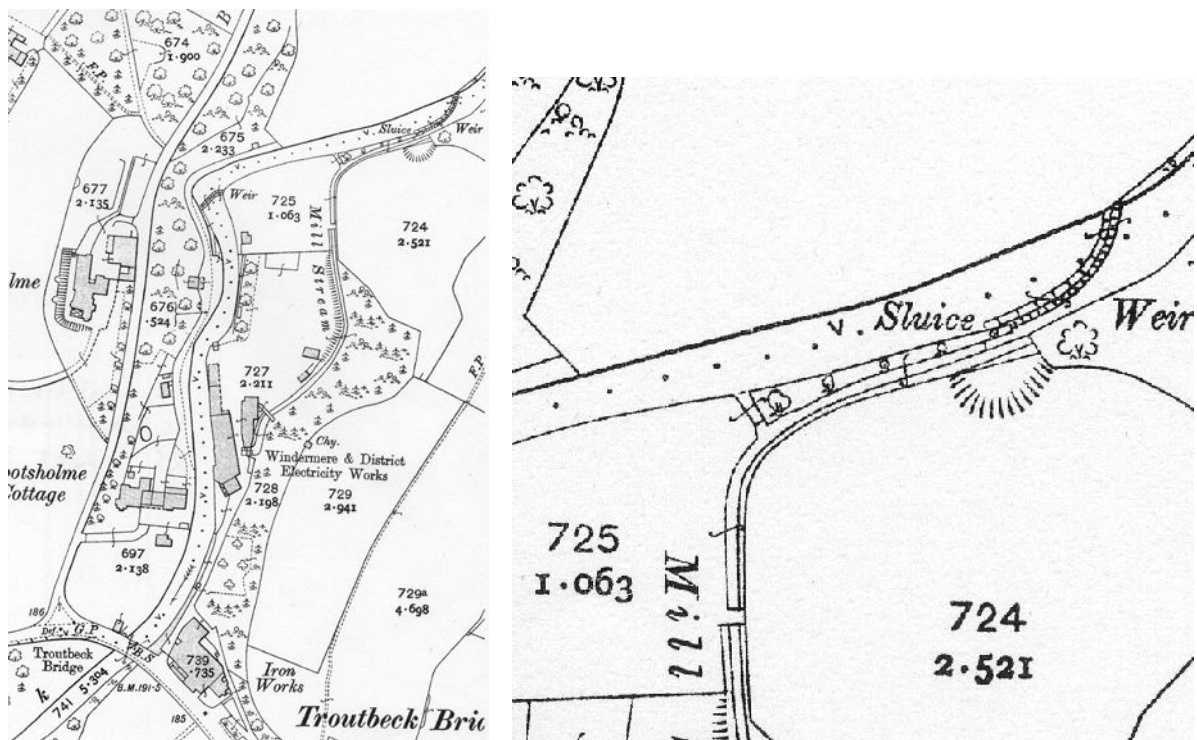 B
674
1.900
F.P.
675
2.233
Sluice
Weir
677
2.135
Weir
725
1.063
724
2.521
Mill Stream
lme
676
.524
727
2.211
F.P.
Chy.
Windermere & District
Electricity Works
ootsholme
Cottage
728
2.198
729
2.941
697
2.138
729a
4.698
186
G.P.
B.S.
Troutbeck
Bridge
739
.735
Iron
Works
k
5.304
741
B.M.191.5
185
Troutbeck Brid
Sluice
Weir
725
1.063
Mill
724
2.521